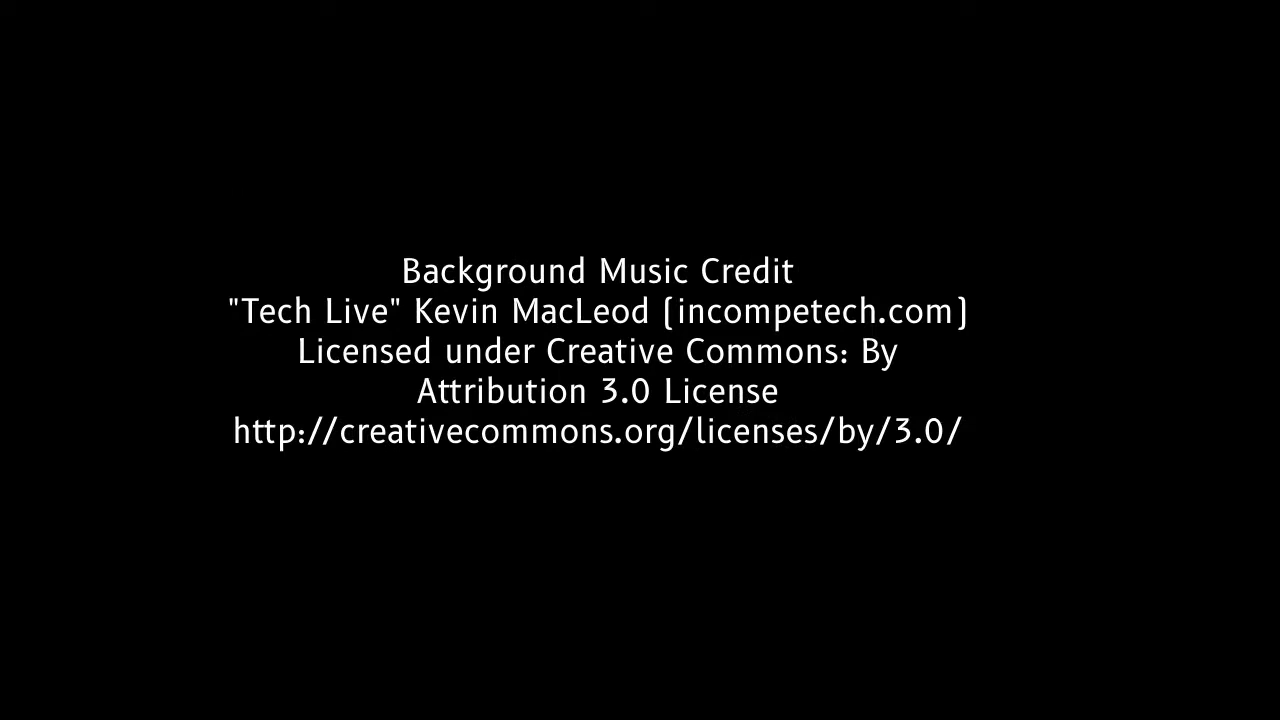 Background Music Credit
"Tech Live" Kevin MacLeod (incompetech.com)
Licensed under Creative Commons: By
Attribution 3.0 License
http://creativecommons.org/licenses/by/3.0/